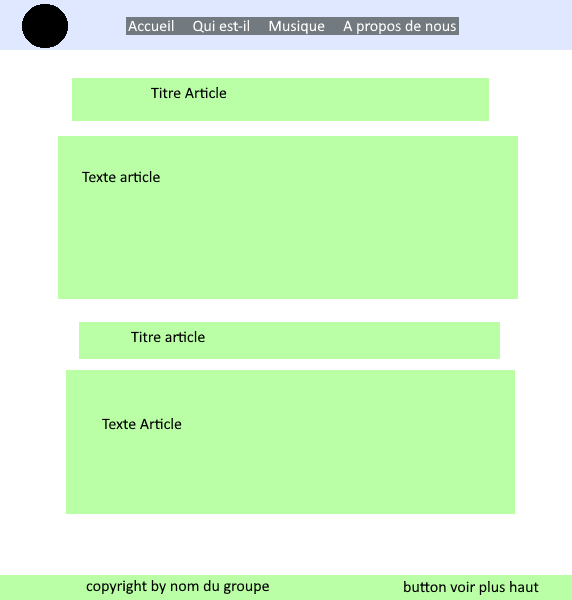 Accueil Qui est-il Musique A propos de nous
Titre Article
Texte article
Titre article
Texte Article
copyright by nom du groupe button voir plus haut